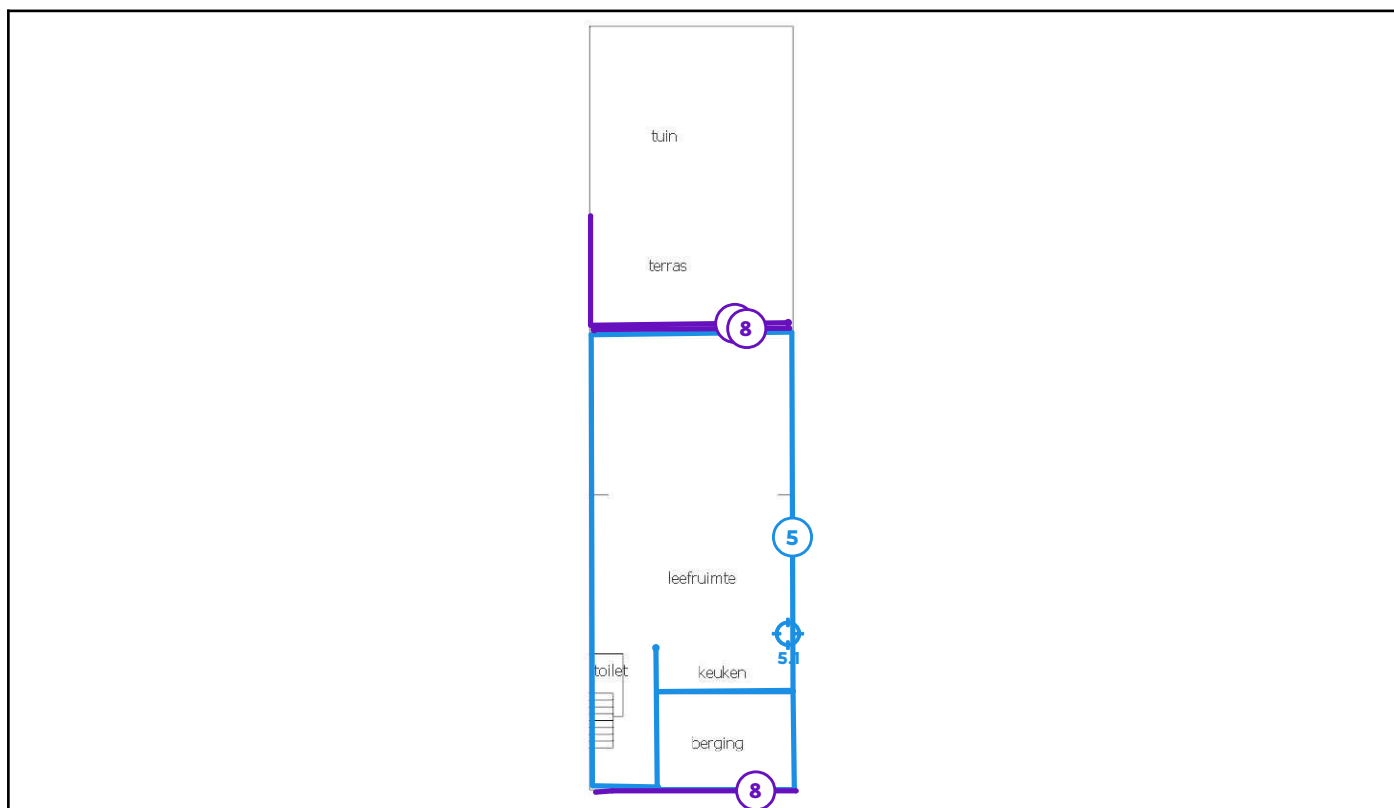 tuin
terras
8
5
leefruimte
5.1
toilet
keuken
berging
8